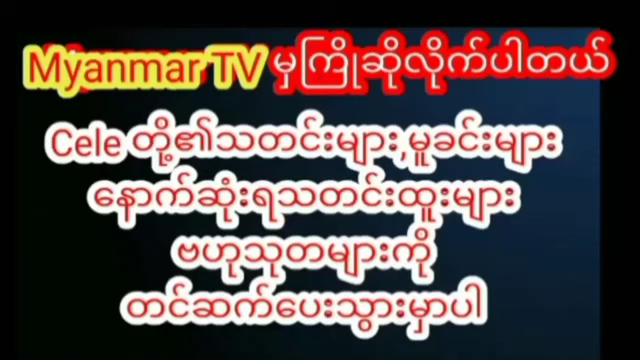 Myanmar TV မှကြိုဆိုလိုက်ပါတယ်
Cele တို့၏သတင်းများ,မူခင်းများ
နောက်ဆုံးရသတင်းထူးများ
ဗဟုသုတများကို
တင်ဆက်ပေးသွားမှာပါ